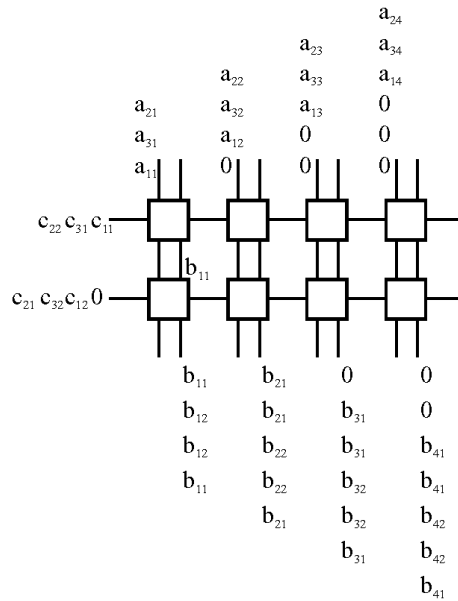 a₂₄
a₂₃ a₃₄
a₂₂ a₃₃ a₁₄
a₂₁ a₃₂ a₁₃ 0
a₃₁ a₁₂ 0 0
a₁₁ 0 0 0
c₂₂ c₃₁ c₁₁
b₁₁
c₂₁ c₃₂ c₁₂ 0
b₁₁ b₂₁ 0 0
b₁₂ b₂₁ b₃₁ 0
b₁₂ b₂₂ b₃₁ b₄₁
b₁₁ b₂₂ b₃₂ b₄₁
b₂₁ b₃₂ b₄₂
b₃₁ b₄₂
b₄₁